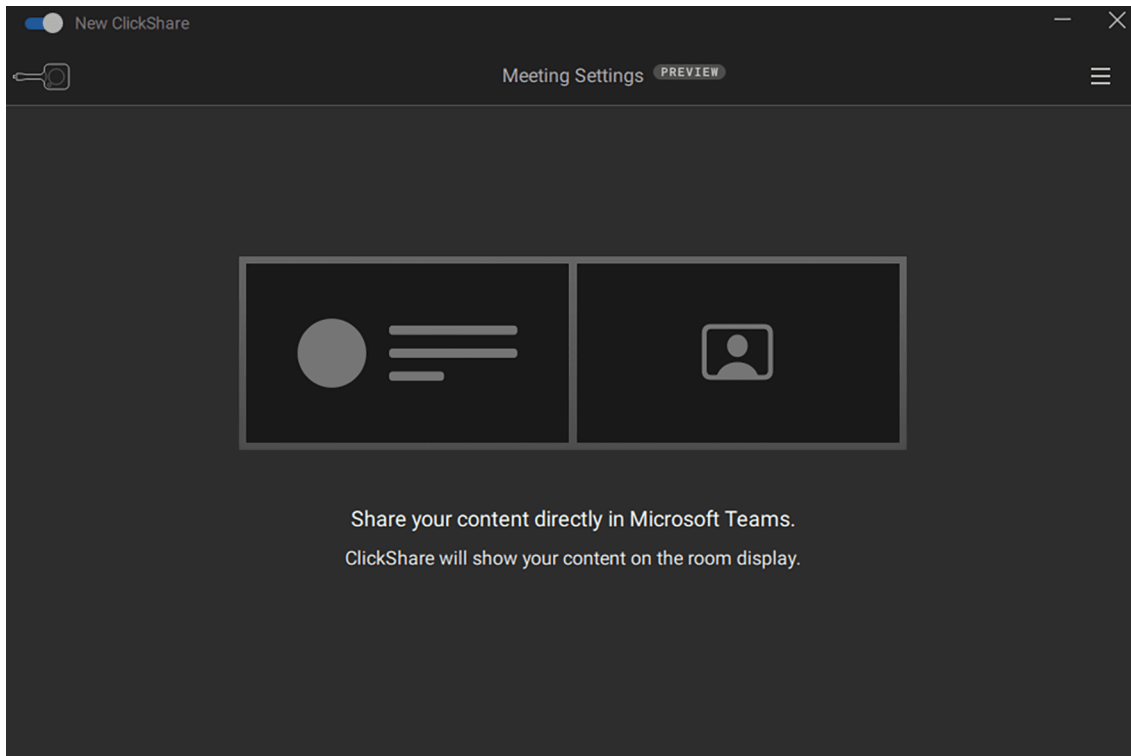 New ClickShare
Meeting Settings PREVIEW
Share your content directly in Microsoft Teams.
ClickShare will show your content on the room display.